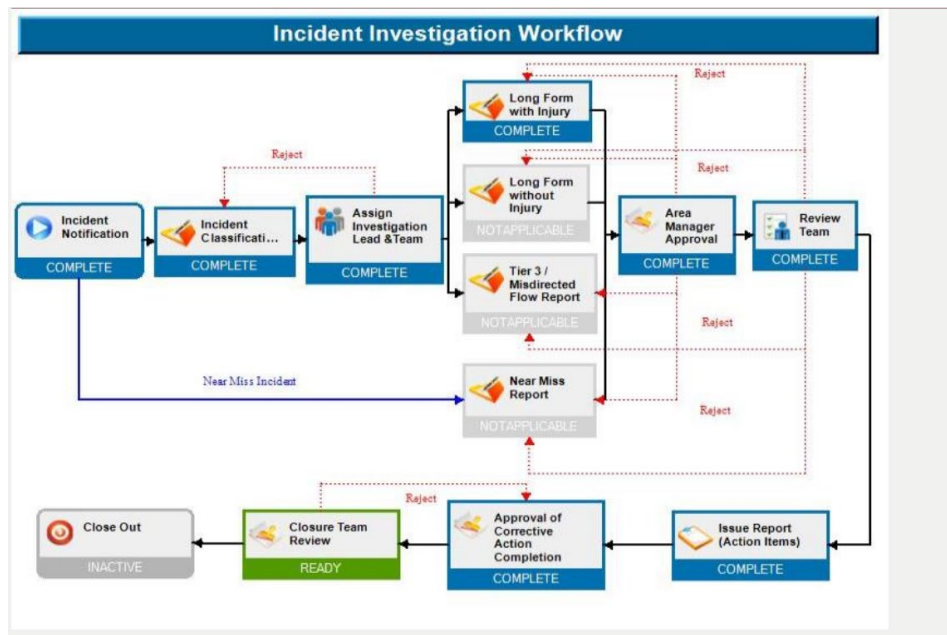 Incident Investigation Workflow
Reject
Long Form
with Injury
COMPLETE
Reject
Reject
Long Form
without
Injury
NOTAPPLICABLE
Incident
Notification
COMPLETE
Incident
Classificati...
COMPLETE
Assign
Investigation
Lead &Team
COMPLETE
Area
Manager
Approval
COMPLETE
Review
Team
COMPLETE
Tier 3 /
Misdirected
Flow Report
NOTAPPLICABLE
Reject
Near Miss Incident
Near Miss
Report
NOTAPPLICABLE
Reject
Close Out
INACTIVE
Closure Team
Review
READY
Reject
Approval of
Corrective
Action
Completion
COMPLETE
Issue Report
(Action Items)
COMPLETE